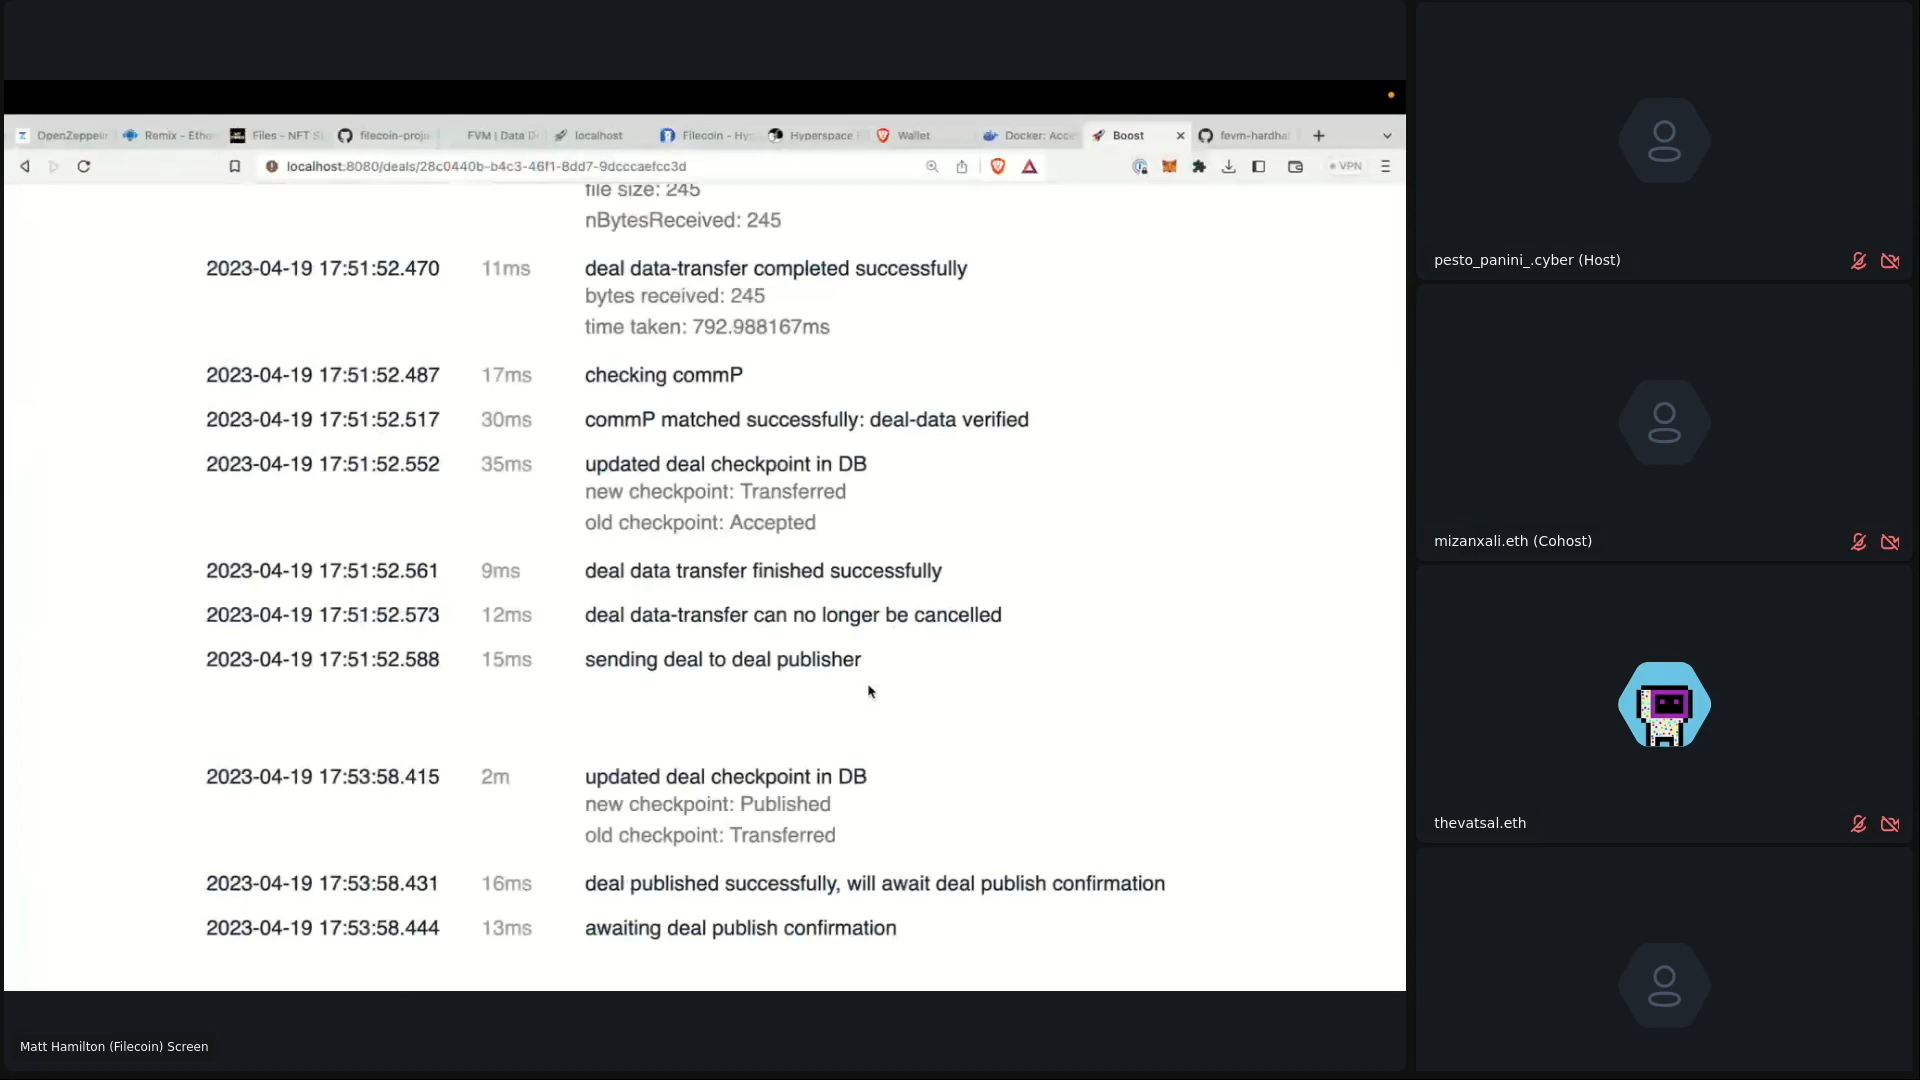 OpenZeppelin
Remix - Ethe
Files - NFT S
filecoin-proje
FVM | Data D
localhost
Filecoin - Hy
Hyperspace
Wallet
Docker: Acce
Boost
fevm-hardha
localhost:8080/deals/28c0440b-b4c3-46f1-8dd7-9dcccaefcc3d
VPN
file size: 245
nBytesReceived: 245
2023-04-19 17:51:52.470 11ms deal data-transfer completed successfully
bytes received: 245
time taken: 792.988167ms
2023-04-19 17:51:52.487 17ms checking commP
2023-04-19 17:51:52.517 30ms commP matched successfully: deal-data verified
2023-04-19 17:51:52.552 35ms updated deal checkpoint in DB
new checkpoint: Transferred
old checkpoint: Accepted
2023-04-19 17:51:52.561 9ms deal data transfer finished successfully
2023-04-19 17:51:52.573 12ms deal data-transfer can no longer be cancelled
2023-04-19 17:51:52.588 15ms sending deal to deal publisher
2023-04-19 17:53:58.415 2m updated deal checkpoint in DB
new checkpoint: Published
old checkpoint: Transferred
2023-04-19 17:53:58.431 16ms deal published successfully, will await deal publish confirmation
2023-04-19 17:53:58.444 13ms awaiting deal publish confirmation
Matt Hamilton (Filecoin) Screen
pesto_panini_.cyber (Host)
mizanxali.eth (Cohost)
thevatsal.eth